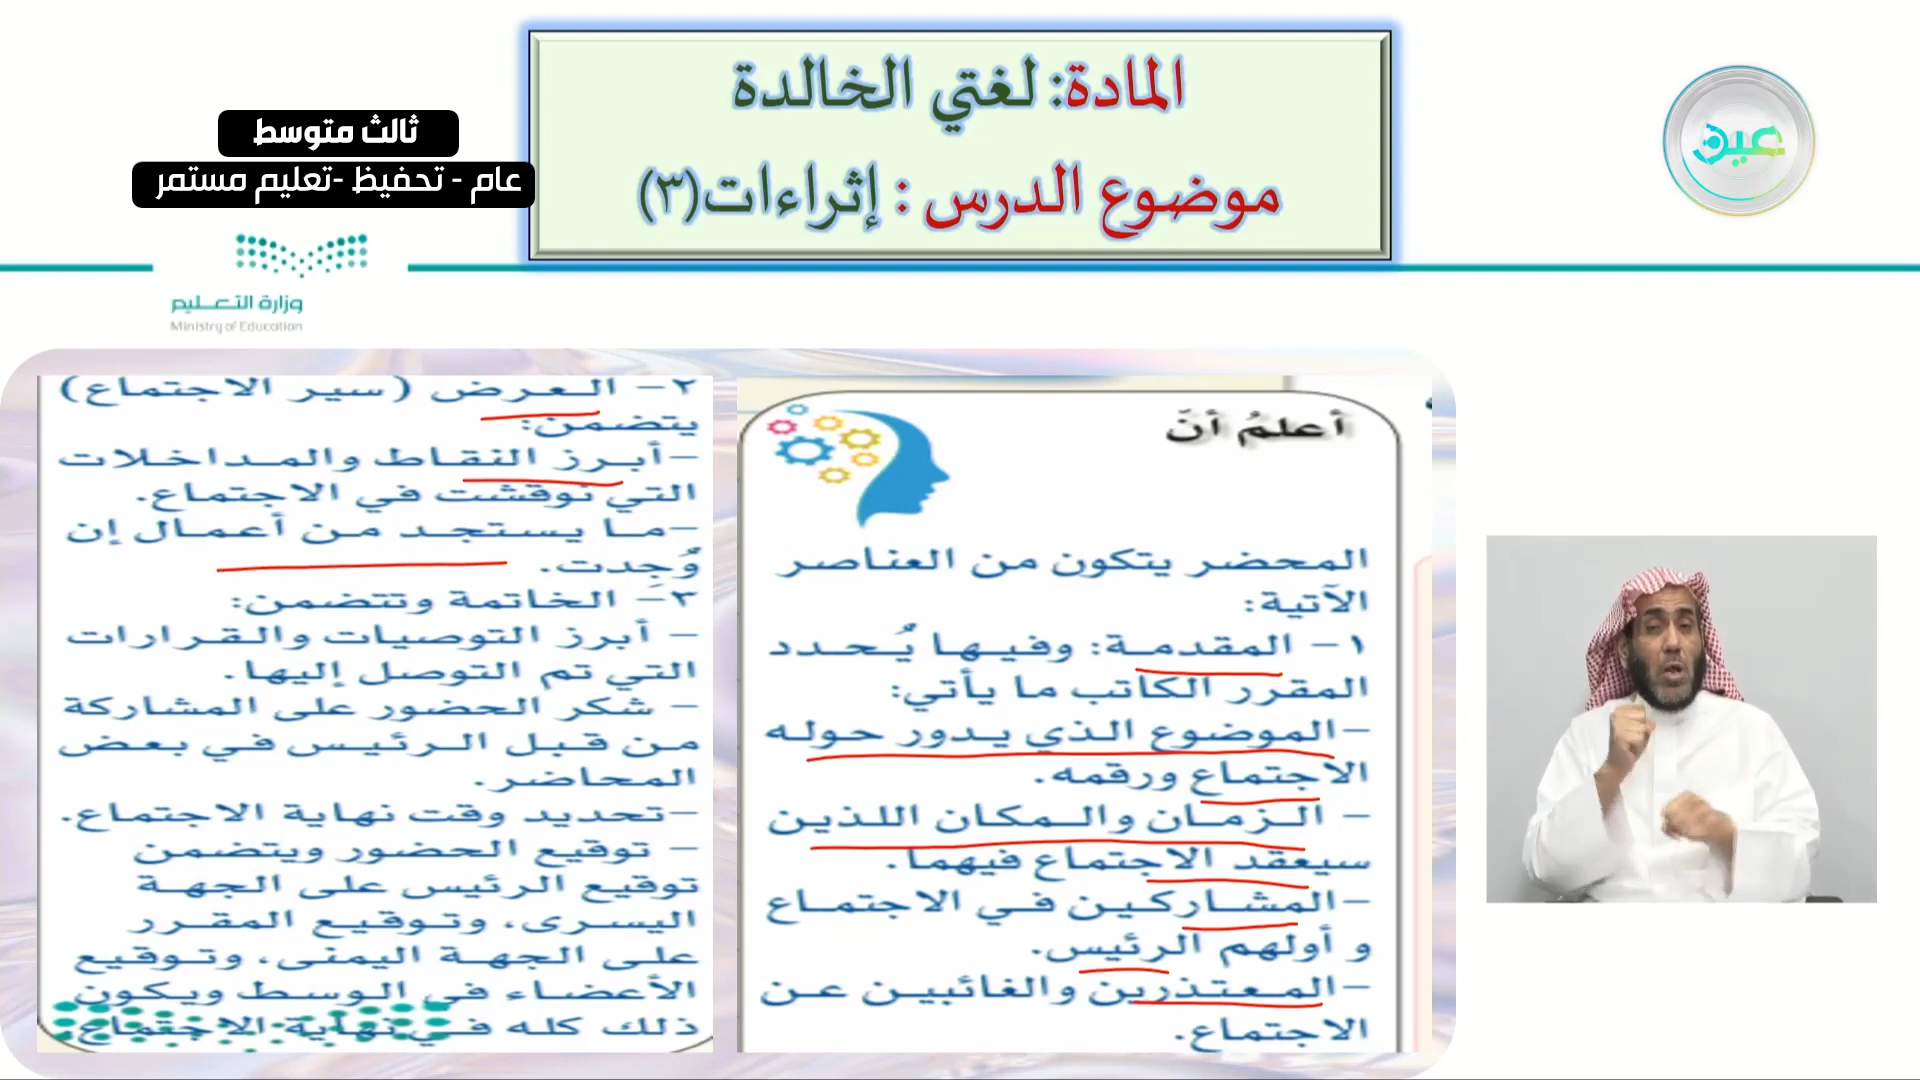 المادة: لغتي الخالدة
موضوع الدرس : إثراءات(٣)
عين
ثالث متوسط
عام - تحفيظ -تعليم مستمر
وزارة التعليم
Ministry of Education
أعلمُ أنّ
المحضر يتكون من العناصر
الآتية:
١- المقدمة: وفيها يُحدد
المقرر الكاتب ما يأتي:
-الموضوع الذي يدور حوله
الاجتماع ورقمه.
- الزمان والمكان اللذين
سيعقد الاجتماع فيهما.
-المشاركين في الاجتماع
و أولهم الرئيس.
-المعتذرين والغائبين عن
الاجتماع.
٢- العرض (سير الاجتماع)
يتضمن:
-أبرز النقاط والمداخلات
التي نوقشت في الاجتماع.
-ما يستجد من أعمال إن
وُجِدت.
٣- الخاتمة وتتضمن:
- أبرز التوصيات والقرارات
التي تم التوصل إليها.
- شكر الحضور على المشاركة
من قبل الرئيس في بعض
المحاضر.
-تحديد وقت نهاية الاجتماع.
- توقيع الحضور ويتضمن
توقيع الرئيس على الجهة
اليسرى، وتوقيع المقرر
على الجهة اليمنى، وتوقيع
الأعضاء في الوسط ويكون
ذلك كله في نهاية الاجتماع.